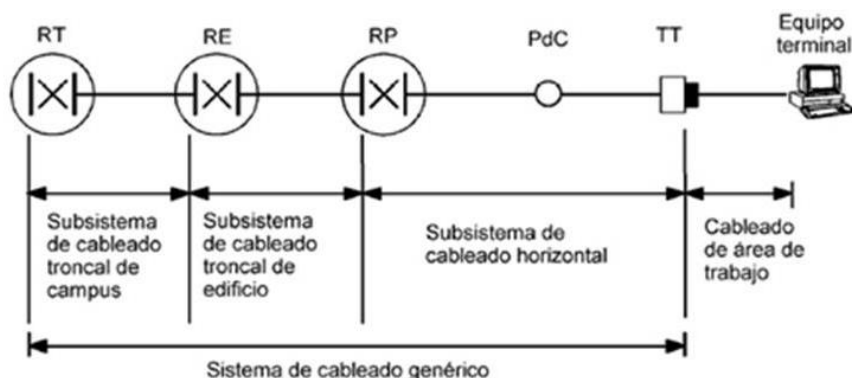 RT
RE
RP
PdC
TT
Equipo
terminal
Subsistema
de cableado
troncal de
campus
Subsistema
de cableado
troncal de
edificio
Subsistema de
cableado horizontal
Cableado
de área de
trabajo
Sistema de cableado genérico